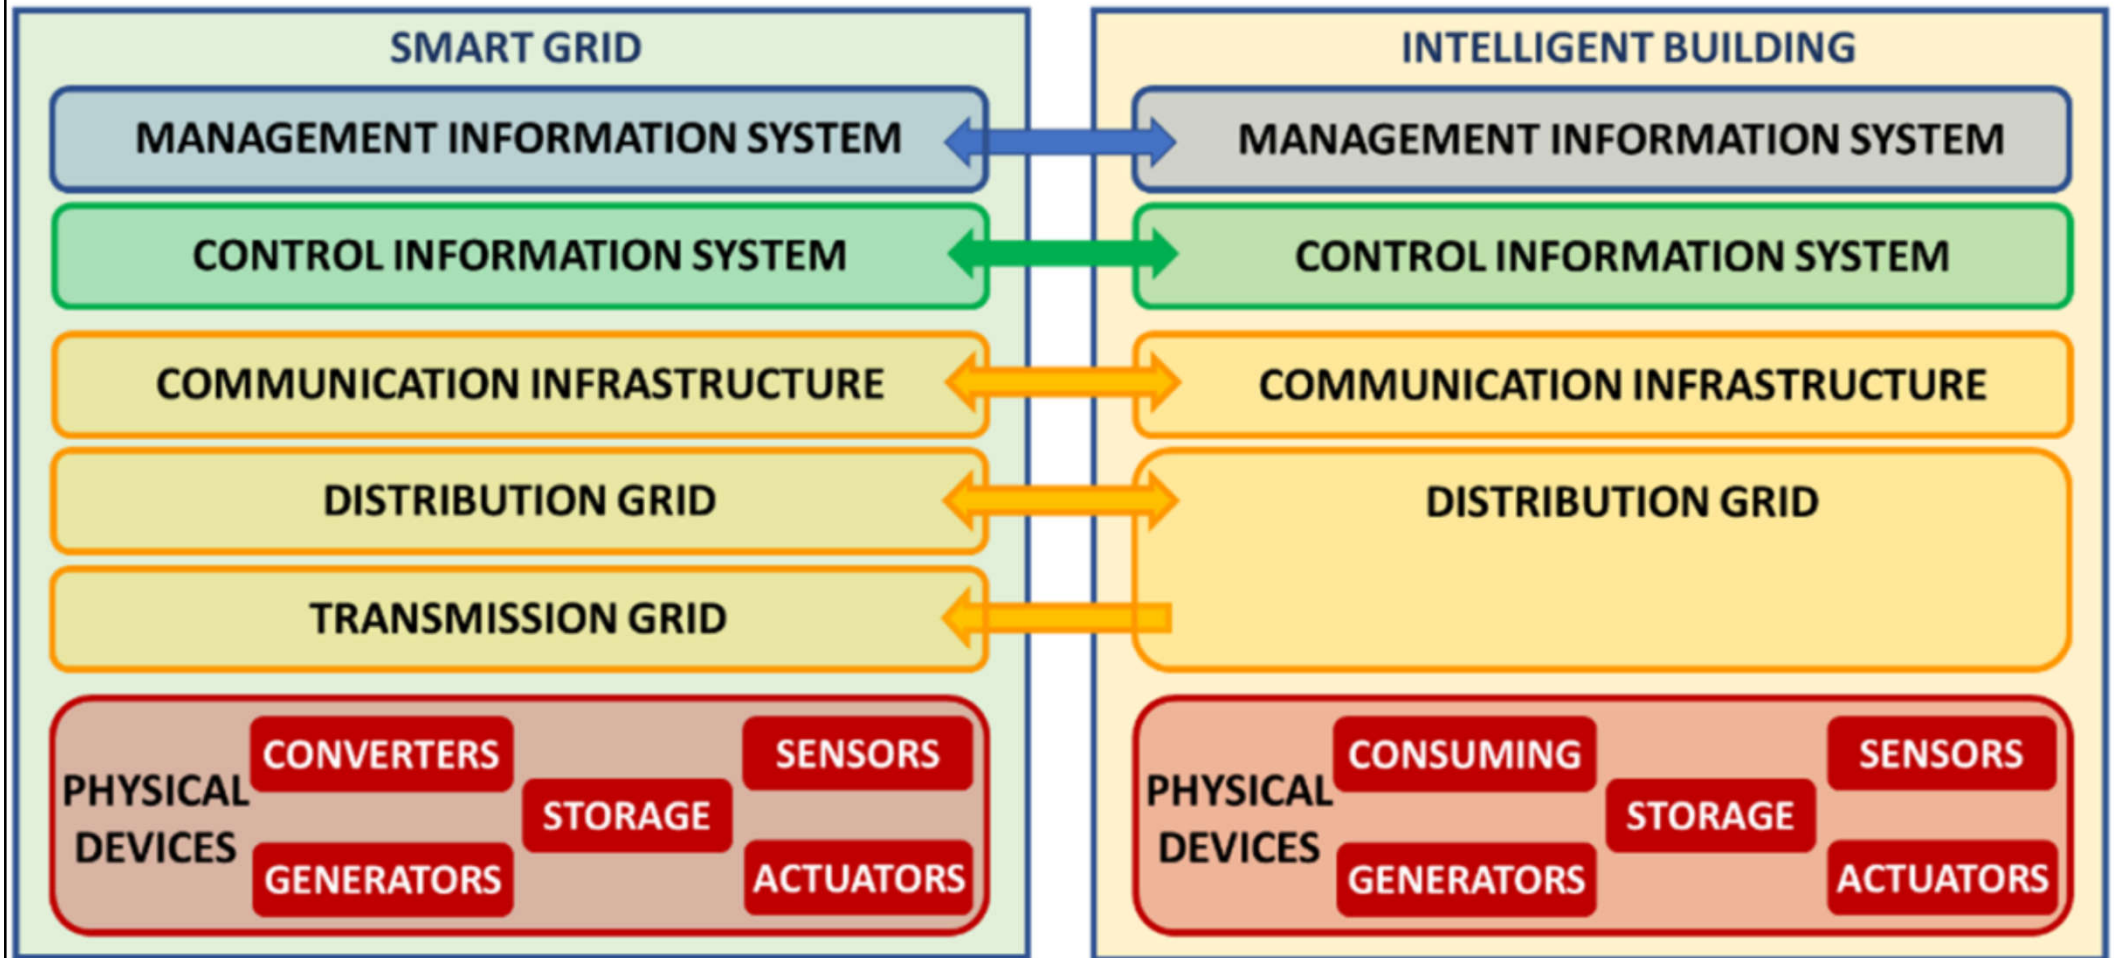 SMART GRID
MANAGEMENT INFORMATION SYSTEM
CONTROL INFORMATION SYSTEM
COMMUNICATION INFRASTRUCTURE
DISTRIBUTION GRID
TRANSMISSION GRID
PHYSICAL
DEVICES
CONVERTERS
SENSORS
STORAGE
GENERATORS
ACTUATORS
INTELLIGENT BUILDING
MANAGEMENT INFORMATION SYSTEM
CONTROL INFORMATION SYSTEM
COMMUNICATION INFRASTRUCTURE
DISTRIBUTION GRID
PHYSICAL
DEVICES
CONSUMING
SENSORS
STORAGE
GENERATORS
ACTUATORS